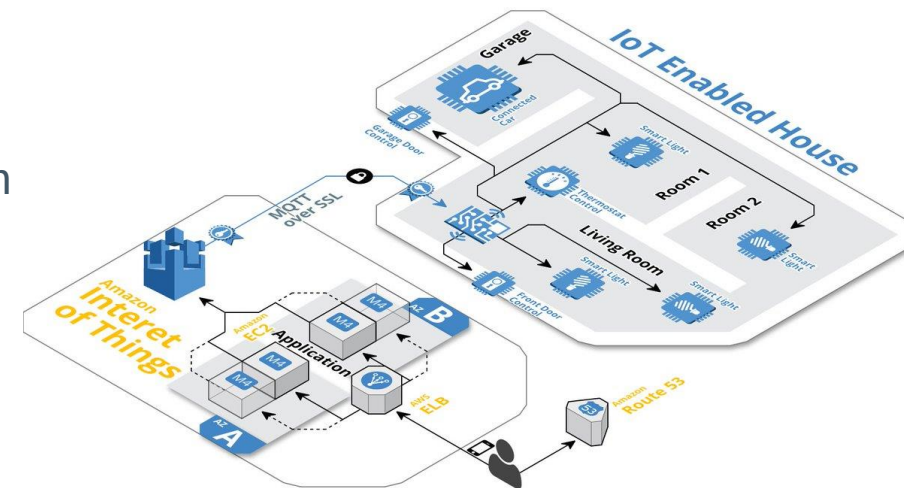 IoT Enabled House
Garage
Connected
Car
Garage Door
Control
Smart Light
Room 1
Thermostat
Control
Room 2
Smart
Light
Living Room
Smart Light
Smart Light
Front Door
Control
n
MQTT
over SSL
Amazon
Interet
of Things
Amazon
EC2
Application
M4
M4
AZ B
M4
M4
AZ A
AWS
ELB
53
Amazon
Route 53